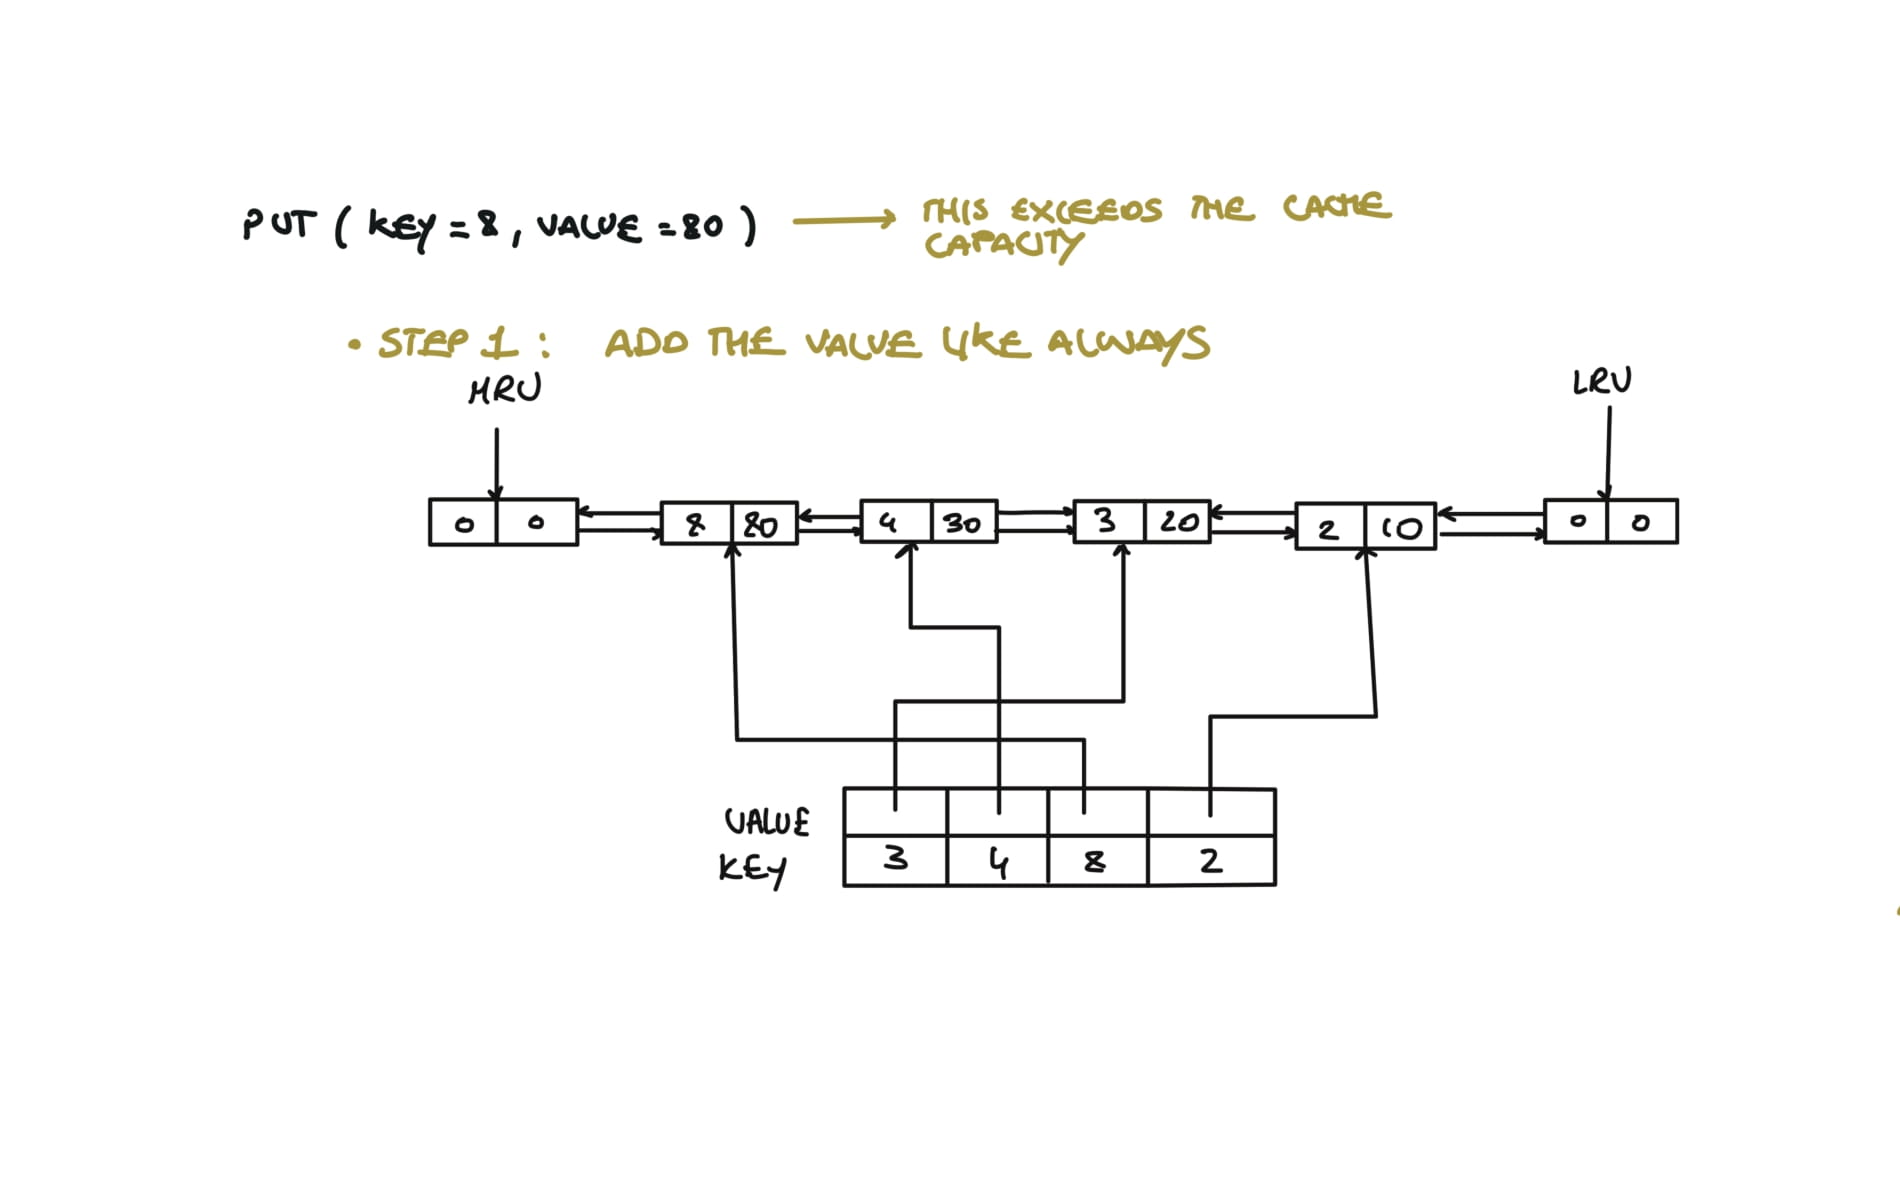 PUT ( KEY = 8 , VALUE = 80 )
THIS EXCEEDS THE CACHE
CAPACITY
• STEP 1 : ADD THE VALUE LIKE ALWAYS
MRU
LRU
0 0 8 80 4 30 3 20 2 10 0 0
VALUE
KEY 3 4 8 2